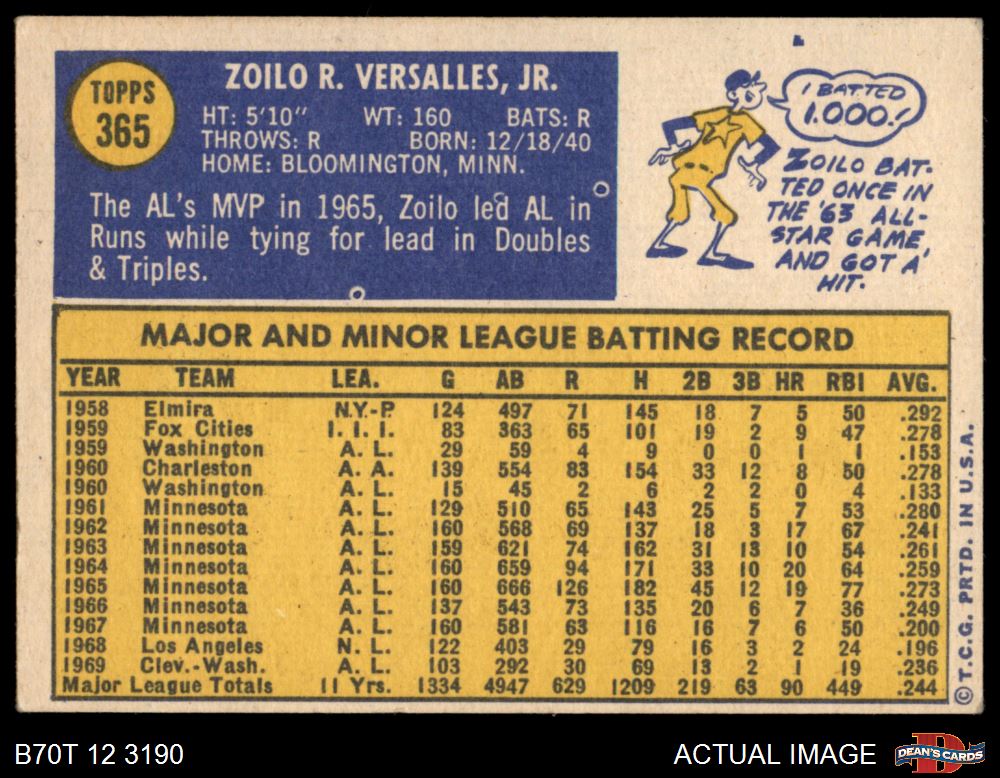 TOPPS
365
ZOILO R. VERSALLES, JR.
HT: 5'10" WT: 160 BATS: R
THROWS: R BORN: 12/18/40
HOME: BLOOMINGTON, MINN.
The AL's MVP in 1965, Zoilo led AL in
Runs while tying for lead in Doubles
& Triples.
I BATTED
1.000!
ZOILO BAT-
TED ONCE IN
THE '63 ALL-
STAR GAME,
AND GOT A
HIT.
MAJOR AND MINOR LEAGUE BATTING RECORD
YEAR TEAM LEA. G AB R H 2B 3B HR RBI AVG.
1958 Elmira N.Y.-P. 124 497 71 145 18 7 5 50 .292
1959 Fox Cities I. I. I. 83 363 65 101 19 2 9 47 .278
1959 Washington A. L. 29 59 4 9 0 0 1 1 .153
1960 Charleston A. A. 139 554 83 154 33 12 8 50 .278
1960 Washington A. L. 15 45 2 6 2 2 0 4 .133
1961 Minnesota A. L. 129 510 65 143 25 5 7 53 .280
1962 Minnesota A. L. 160 568 69 137 18 3 17 67 .241
1963 Minnesota A. L. 159 621 74 162 31 13 10 54 .261
1964 Minnesota A. L. 160 659 94 171 33 10 20 64 .259
1965 Minnesota A. L. 160 666 126 182 45 12 19 77 .273
1966 Minnesota A. L. 137 543 73 135 20 6 7 36 .249
1967 Minnesota A. L. 160 581 63 116 16 7 6 50 .200
1968 Los Angeles N. L. 122 403 29 79 16 3 2 24 .196
1969 Clev.-Wash. A. L. 103 292 30 69 13 2 1 19 .236
Major League Totals 11 Yrs. 1334 4947 629 1209 219 63 90 449 .244
© T.C.G. PRTD. IN U.S.A.
B70T 12 3190
ACTUAL IMAGE
D
DEAN'S CARDS